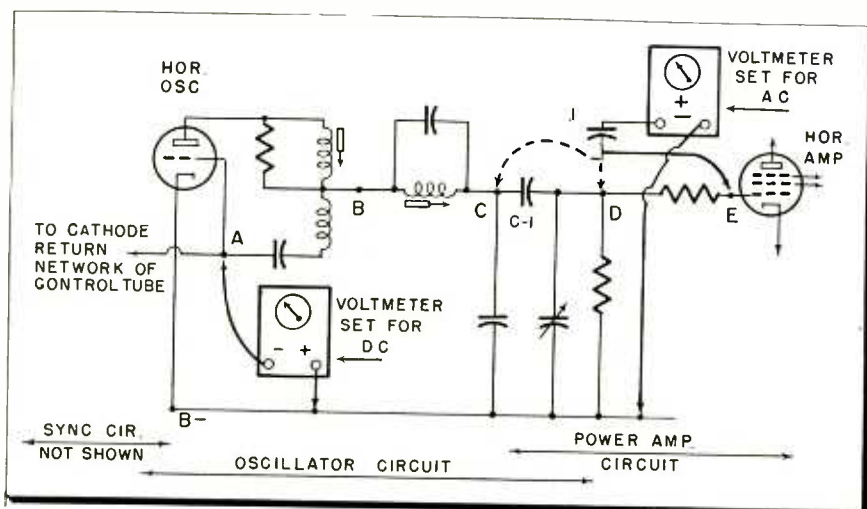 HOR.
OSC
VOLTMETER
SET FOR
AC
+
−
.1
HOR.
AMP
B
C
C-1
D
E
A
TO CATHODE
RETURN
NETWORK OF
CONTROL TUBE
VOLTMETER
SET FOR
DC
− +
B−
SYNC CIR.
NOT SHOWN
OSCILLATOR CIRCUIT
POWER AMP.
CIRCUIT